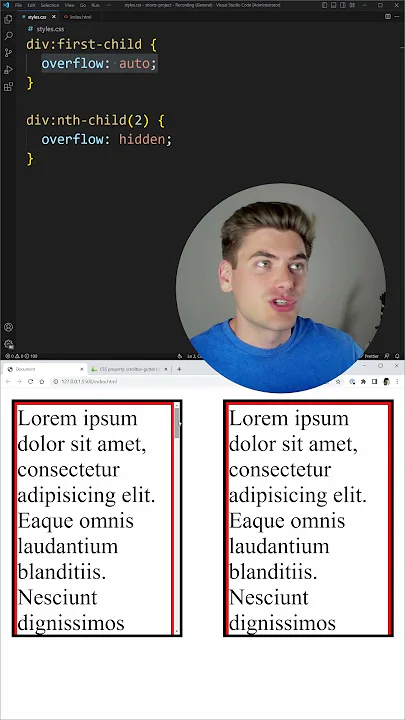 File Edit Selection View Go Run
styles.css - shorts-project - Recording (General) - Visual Studio Code [Administrator]
styles.css
index.html
styles.css
div:first-child {
overflow: auto;
}
div:nth-child(2) {
overflow: hidden;
}
Prettier
Document
CSS property: scrollbar-gutter |
127.0.0.1:5500/index.html
Lorem ipsum
dolor sit amet,
consectetur
adipisicing elit.
Eaque omnis
laudantium
blanditiis.
Nesciunt
dignissimos
Lorem ipsum
dolor sit amet,
consectetur
adipisicing elit.
Eaque omnis
laudantium
blanditiis.
Nesciunt
dignissimos